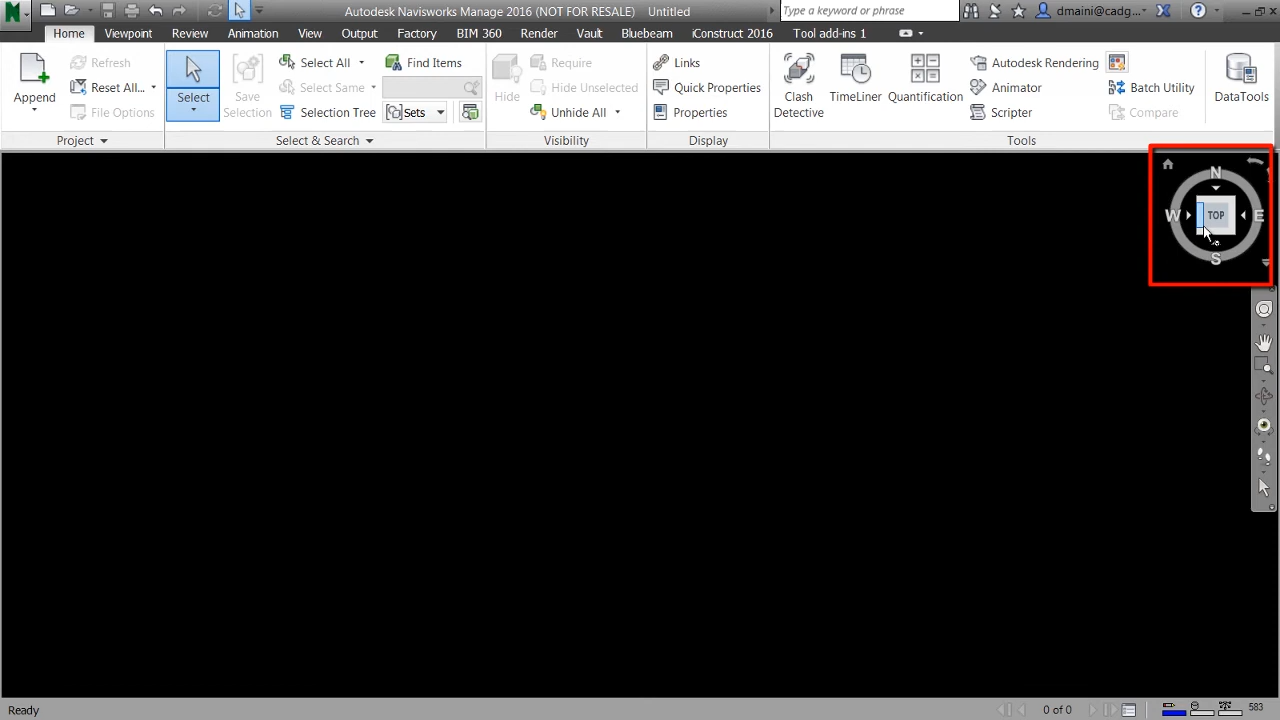 Autodesk Navisworks Manage 2016 (NOT FOR RESALE) Untitled
Type a keyword or phrase
dmaini@cadg...
Home Viewpoint Review Animation View Output Factory BIM 360 Render Vault Bluebeam iConstruct 2016 Tool add-ins 1
Append
Refresh
Reset All...
File Options
Project
Select
Save
Selection
Select All
Select Same
Selection Tree
Find Items
Sets
Select & Search
Hide
Require
Hide Unselected
Unhide All
Visibility
Links
Quick Properties
Properties
Display
Clash
Detective
TimeLiner
Quantification
Autodesk Rendering
Animator
Scripter
Batch Utility
Compare
Tools
DataTools
N
W TOP E
S
Ready
0 of 0
583